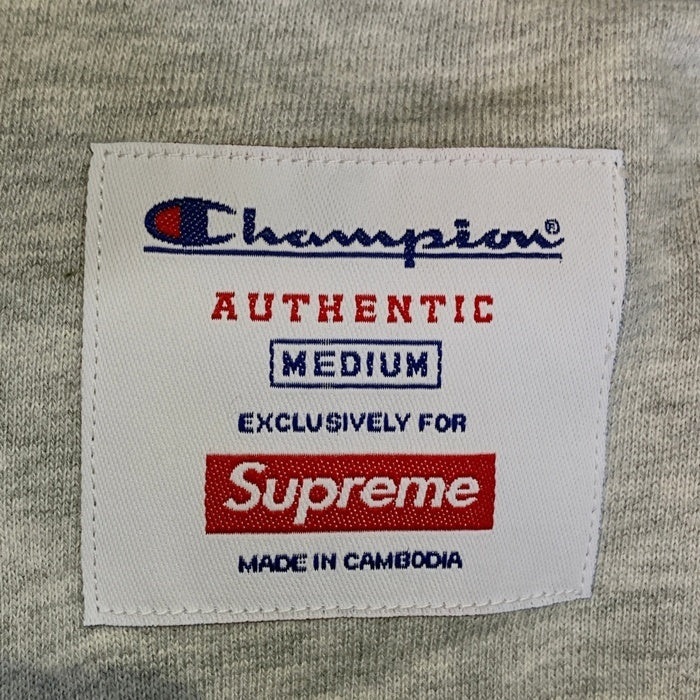 Champion®
AUTHENTIC
MEDIUM
EXCLUSIVELY FOR
Supreme
MADE IN CAMBODIA